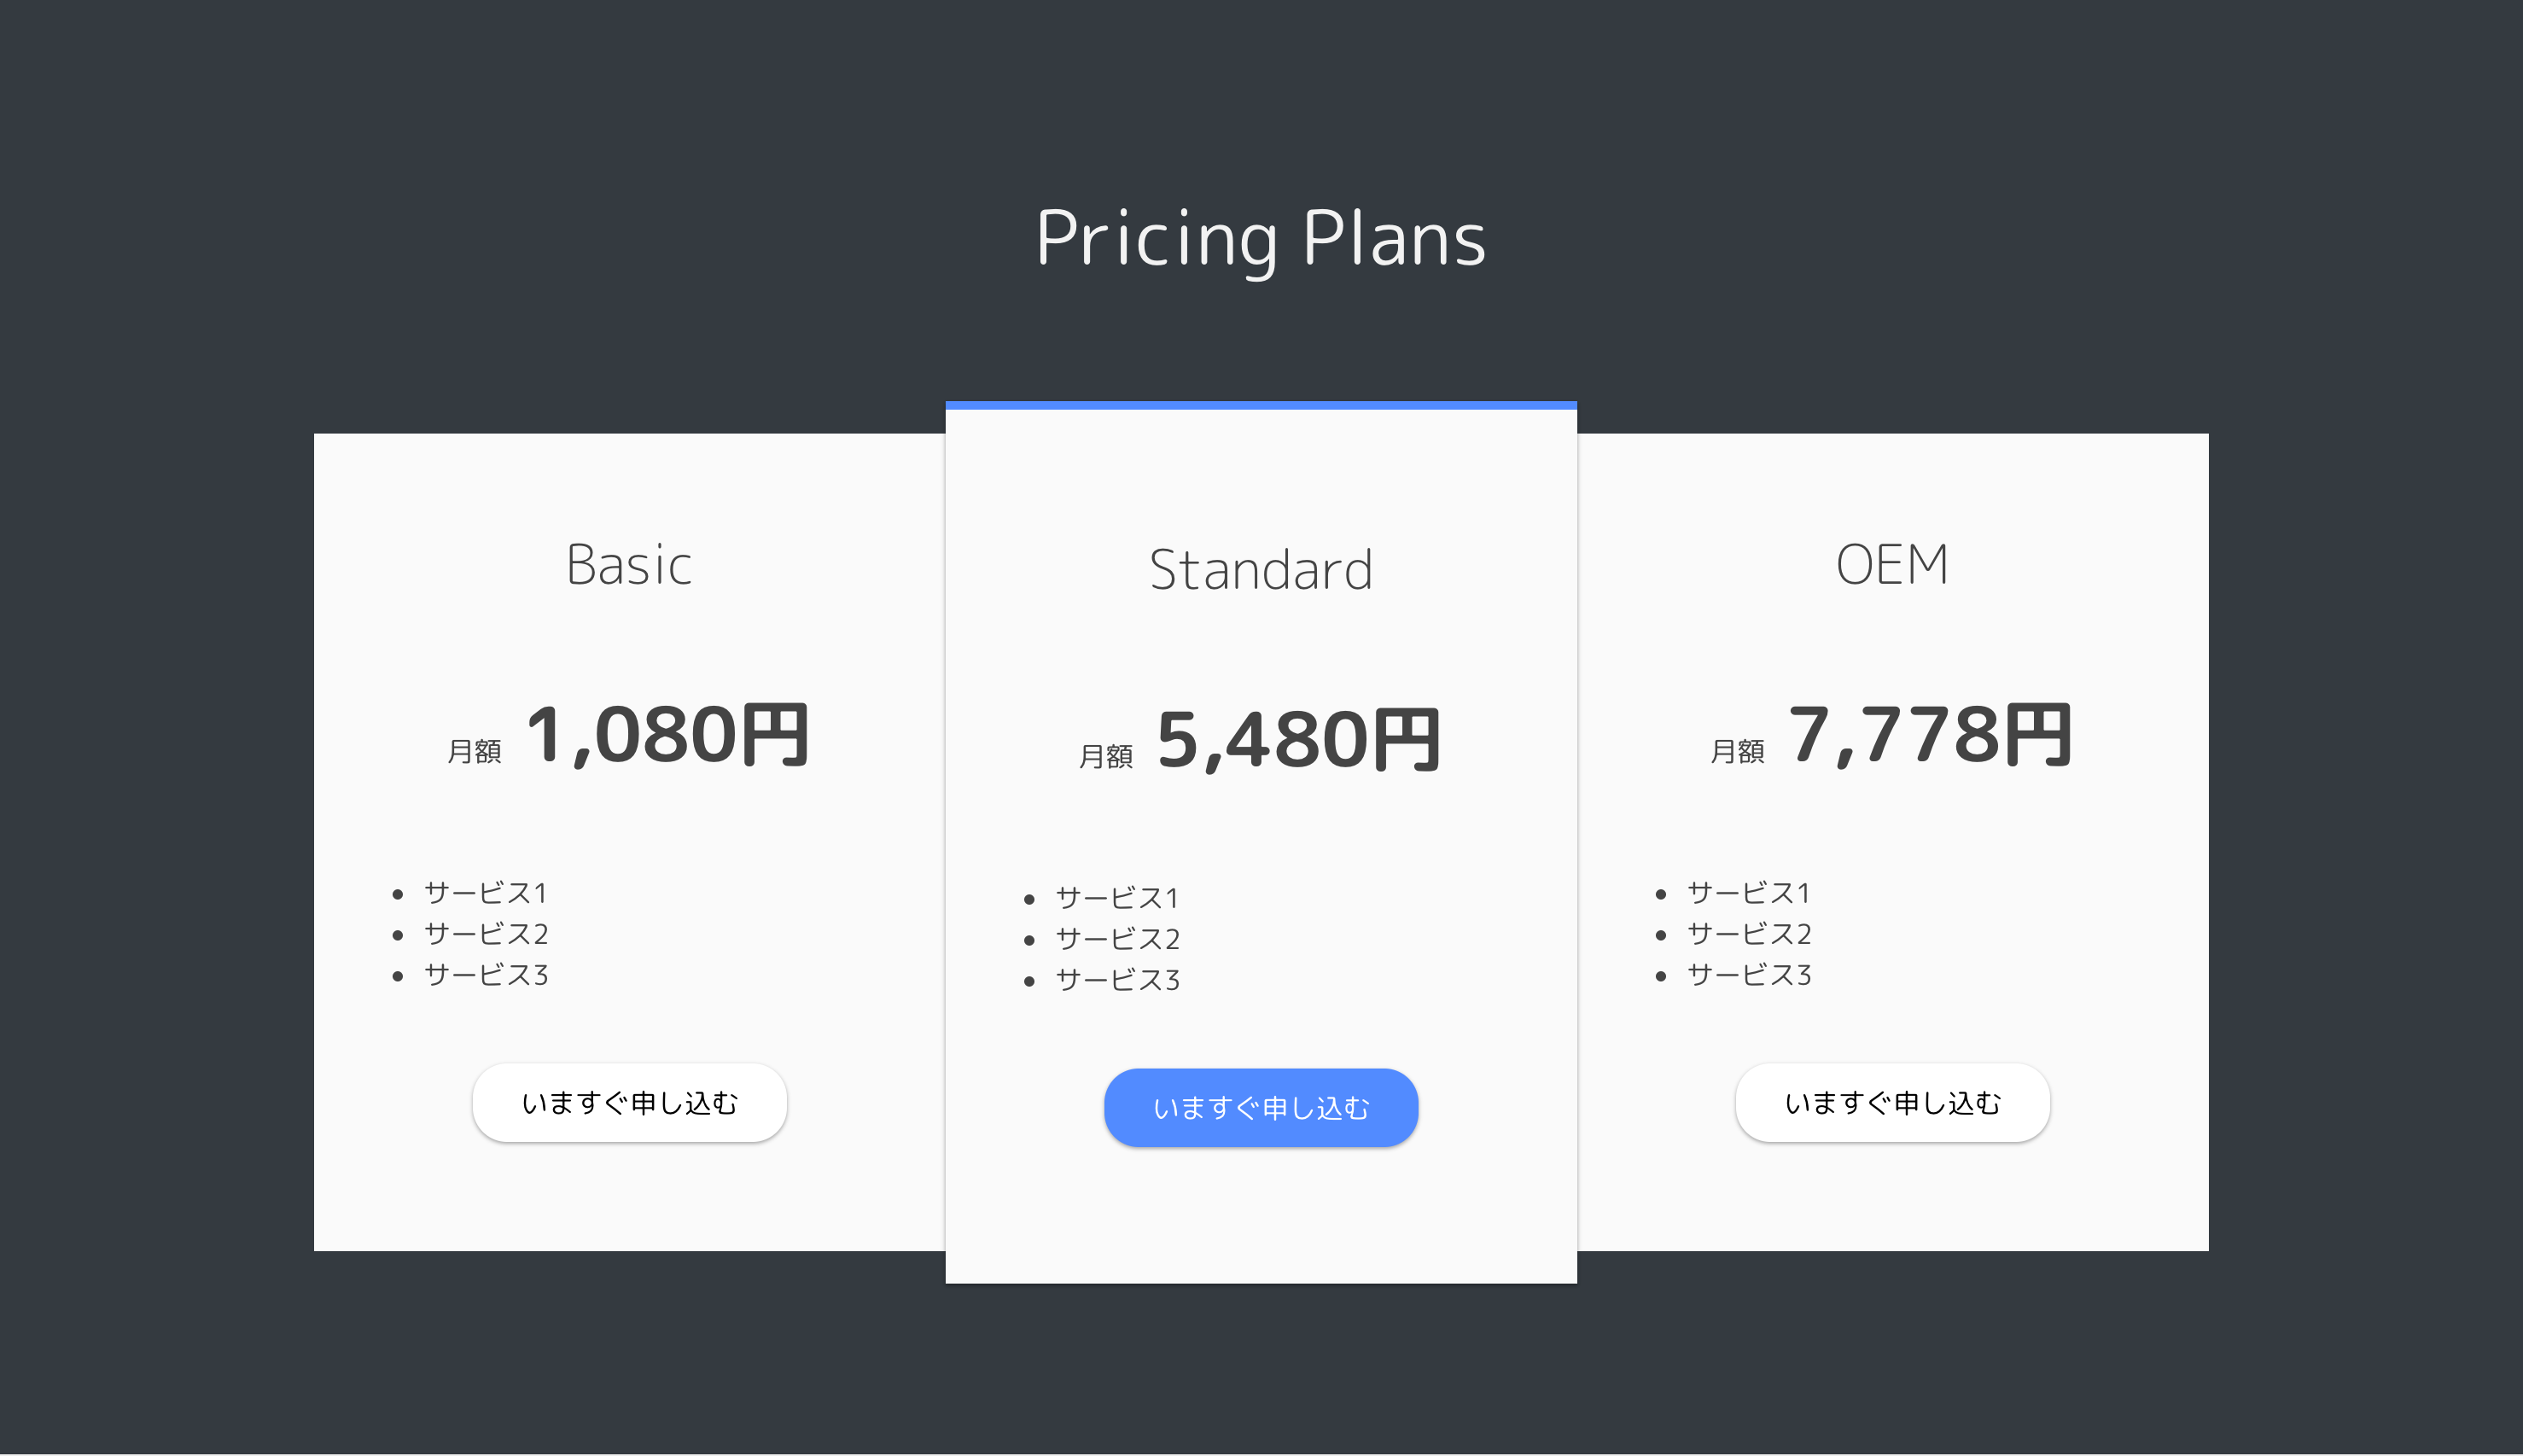 Pricing Plans
Basic
月額 1,080円
サービス1
サービス2
サービス3
いますぐ申し込む
Standard
月額 5,480円
サービス1
サービス2
サービス3
いますぐ申し込む
OEM
月額 7,778円
サービス1
サービス2
サービス3
いますぐ申し込む